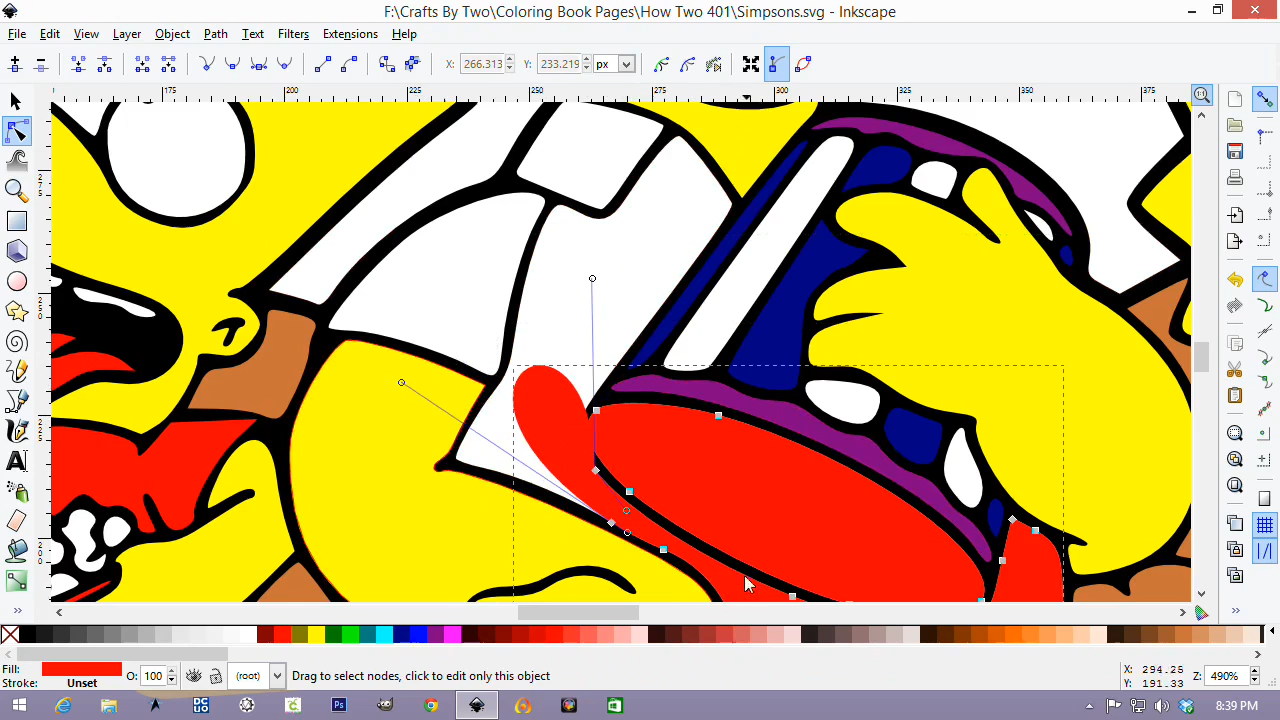 F:\Crafts By Two\Coloring Book Pages\How Two 401\Simpsons.svg - Inkscape
File Edit View Layer Object Path Text Filters Extensions Help
X: 266.313 Y: 233.219 px
175 200 225 250 275 300 325 350 375
Fill: O: 100 (root) Drag to select nodes, click to edit only this object X: 294.25 Z: 490%
Stroke: Unset Y: 191.33
8:39 PM